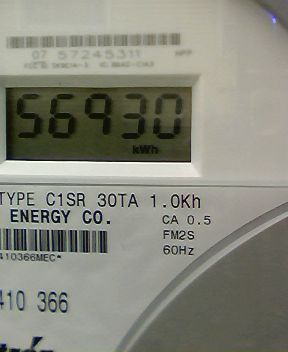 07 57245311
56930
kWh
TYPE C1SR 30TA 1.0Kh
ENERGY CO.
CA 0.5
FM2S
60Hz
410366MEC*
410 366